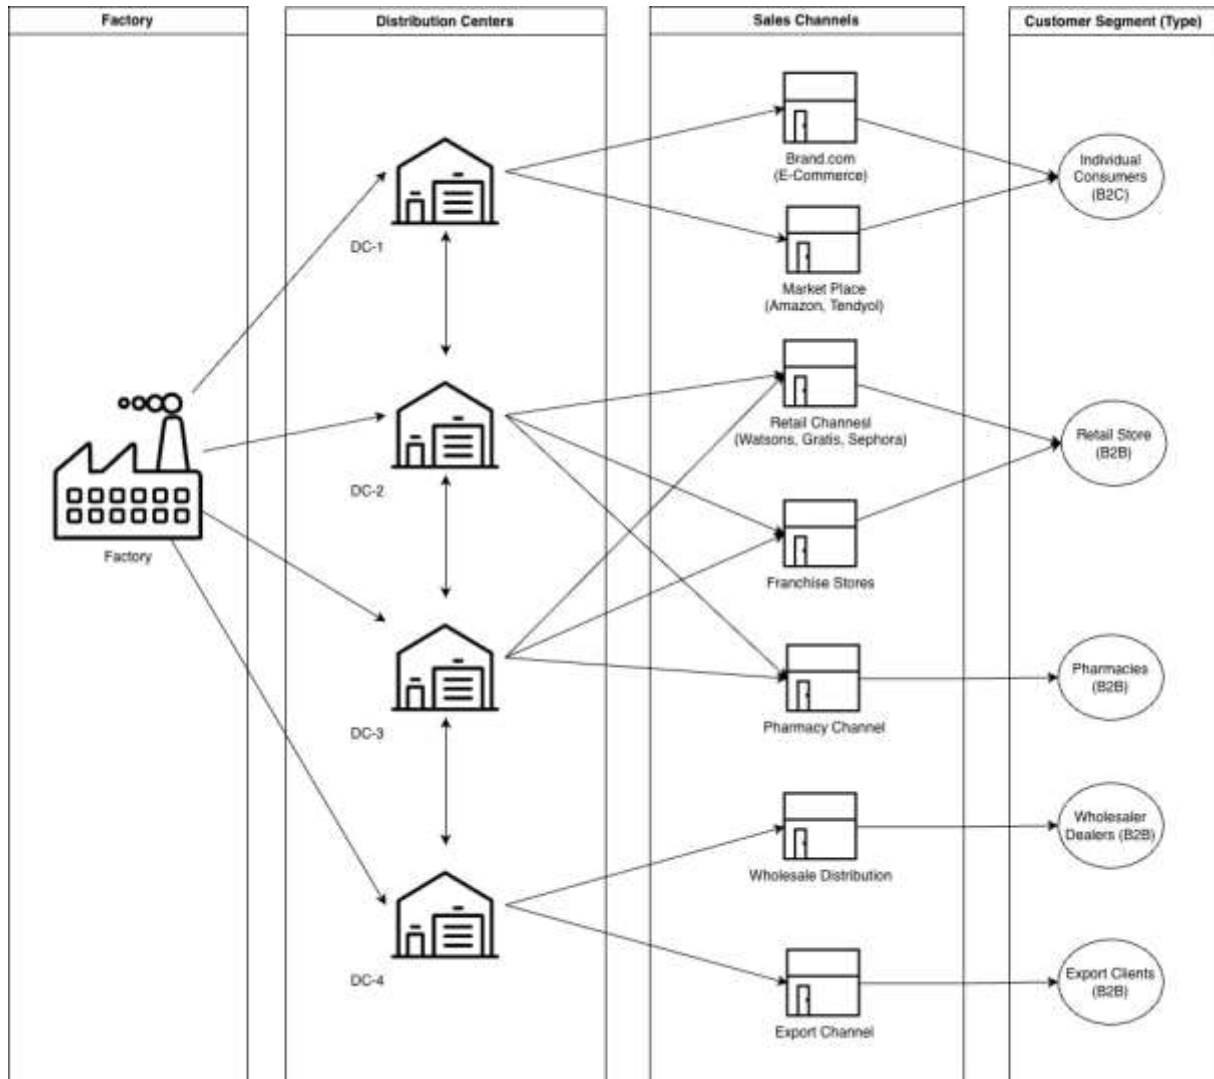 Factory
Distribution Centers
Sales Channels
Customer Segment (Type)
Brand.com
(E-Commerce)
Individual
Consumers
(B2C)
DC-1
Market Place
(Amazon, Tendyol)
DC-2
Retail Channesl
(Watsons, Gratis, Sephora)
Retail Store
(B2B)
Factory
Franchise Stores
DC-3
Pharmacy Channel
Pharmacies
(B2B)
Wholesale Distribution
Wholesaler
Dealers (B2B)
DC-4
Export Channel
Export Clients
(B2B)